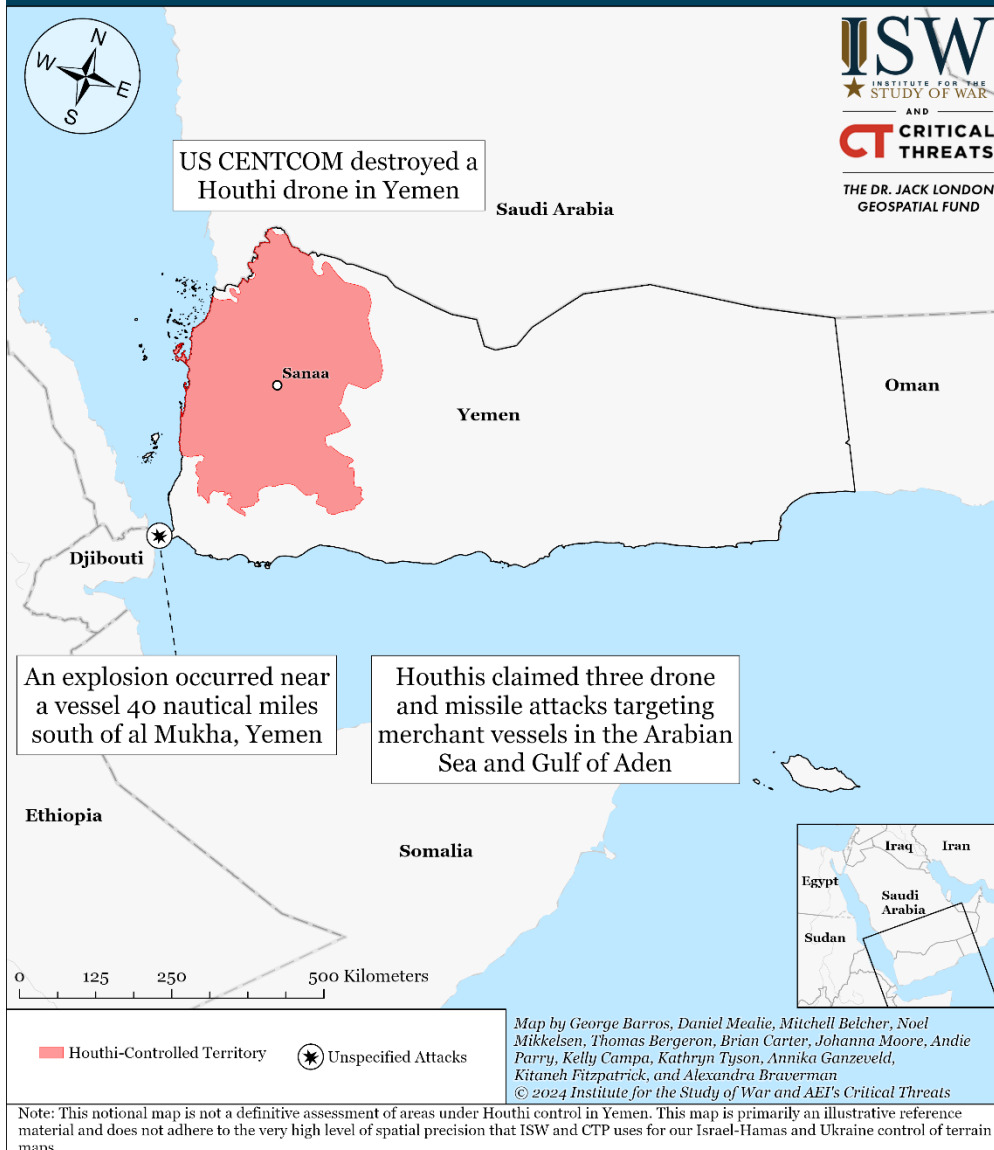 N
W
E
S
ISW
INSTITUTE FOR THE
STUDY OF WAR
AND
CT CRITICAL
THREATS
THE DR. JACK LONDON
GEOSPATIAL FUND
US CENTCOM destroyed a
Houthi drone in Yemen
Saudi Arabia
Sanaa
Yemen
Oman
Djibouti
An explosion occurred near
a vessel 40 nautical miles
south of al Mukha, Yemen
Houthis claimed three drone
and missile attacks targeting
merchant vessels in the Arabian
Sea and Gulf of Aden
Ethiopia
Somalia
Iraq
Iran
Egypt
Saudi
Arabia
Sudan
0 125 250 500 Kilometers
Houthi-Controlled Territory
Unspecified Attacks
Map by George Barros, Daniel Mealie, Mitchell Belcher, Noel
Mikkelsen, Thomas Bergeron, Brian Carter, Johanna Moore, Andie
Parry, Kelly Campa, Kathryn Tyson, Annika Ganzeveld,
Kitaneh Fitzpatrick, and Alexandra Braverman
© 2024 Institute for the Study of War and AEI's Critical Threats
Note: This notional map is not a definitive assessment of areas under Houthi control in Yemen. This map is primarily an illustrative reference
material and does not adhere to the very high level of spatial precision that ISW and CTP uses for our Israel-Hamas and Ukraine control of terrain
maps